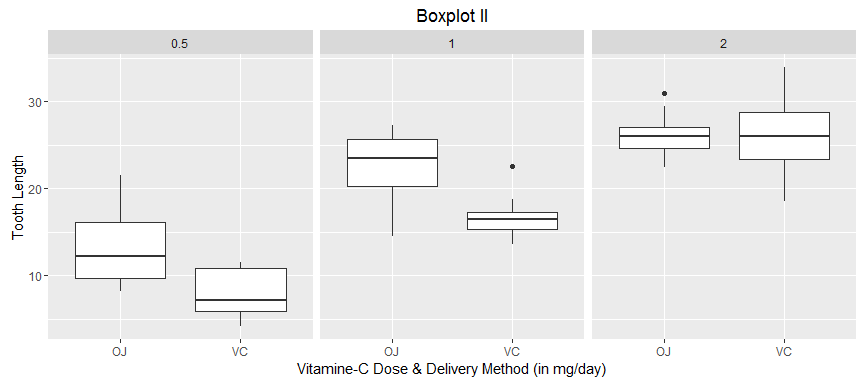 Boxplot II
0.5 1 2
Tooth Length
30
20
10
OJ VC OJ VC OJ VC
Vitamine-C Dose & Delivery Method (in mg/day)